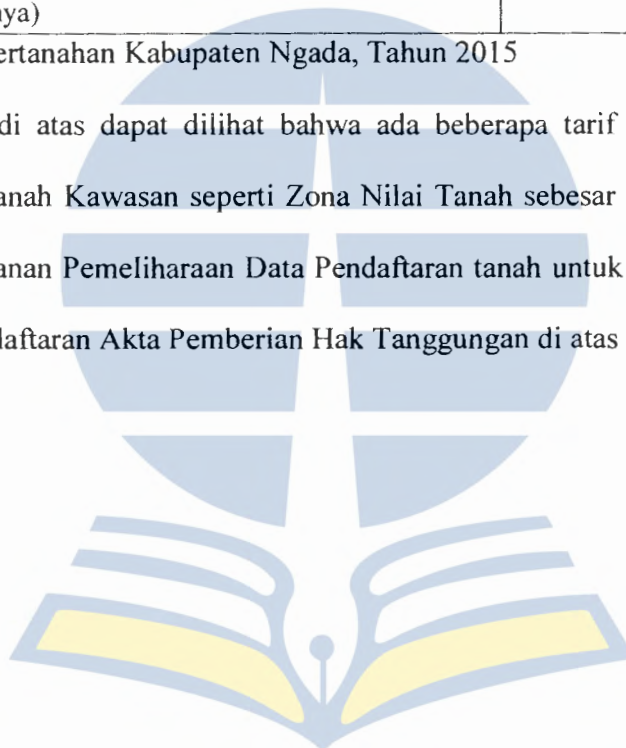 nya)
ertanahan Kabupaten Ngada, Tahun 2015
di atas dapat dilihat bahwa ada beberapa tarif
anah Kawasan seperti Zona Nilai Tanah sebesar
anan Pemeliharaan Data Pendaftaran tanah untuk
laftaran Akta Pemberian Hak Tanggungan di atas